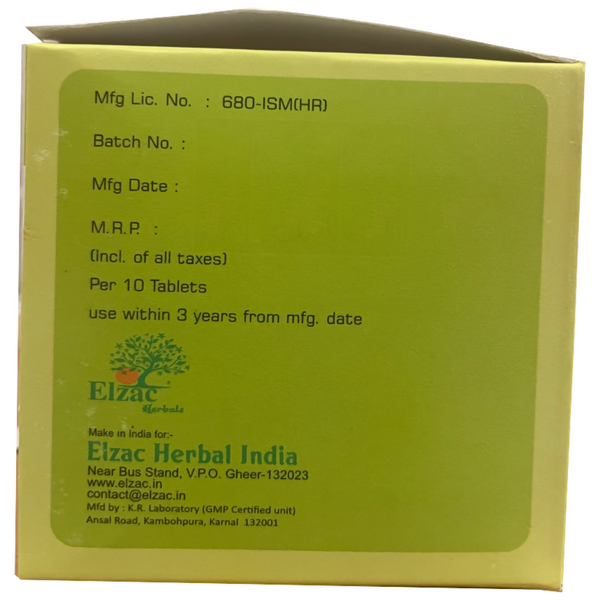 Mfg Lic. No. : 680-ISM(HR)
Batch No. :
Mfg Date :
M.R.P. :
(Incl. of all taxes)
Per 10 Tablets
use within 3 years from mfg. date
Elzac®
Herbals
Make in India for:-
Elzac Herbal India
Near Bus Stand, V.P.O. Gheer-132023
www.elzac.in
contact@elzac.in
Mfd by : K.R. Laboratory (GMP Certified unit)
Ansal Road, Kambohpura, Karnal 132001